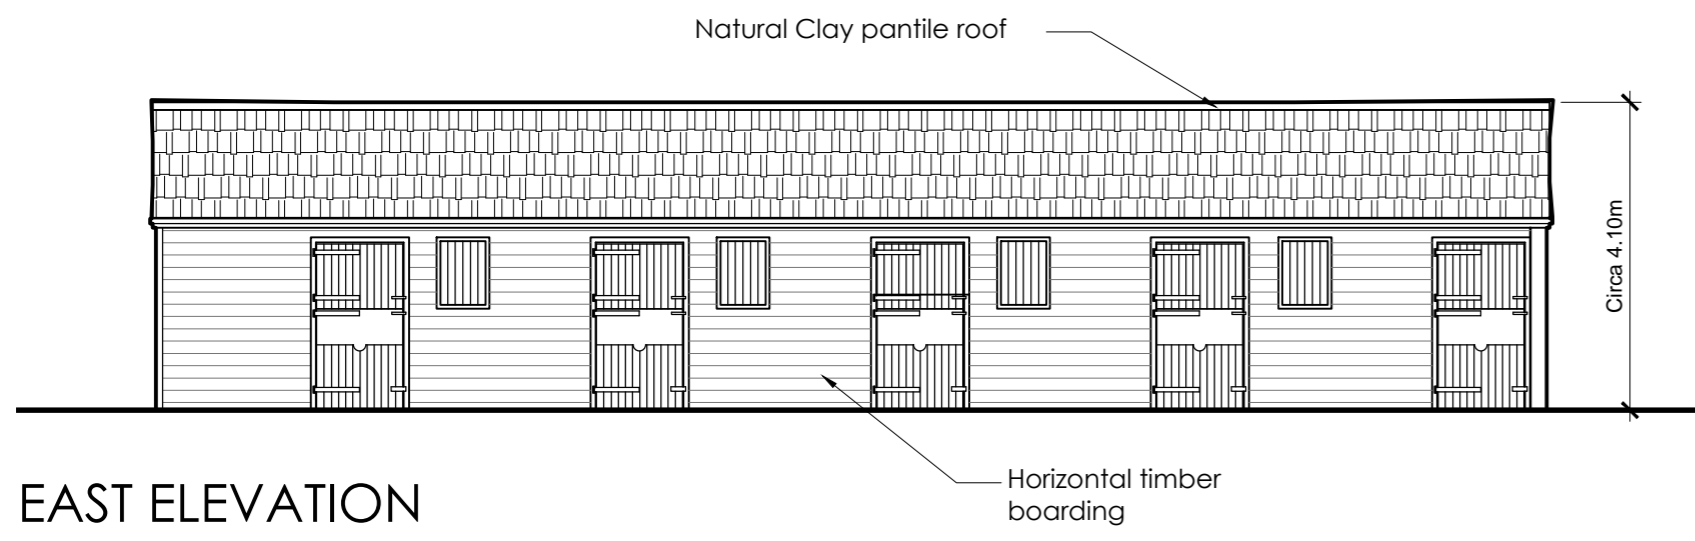 Natural Clay pantile roof
Circa 4.10m
Horizontal timber
boarding
EAST ELEVATION